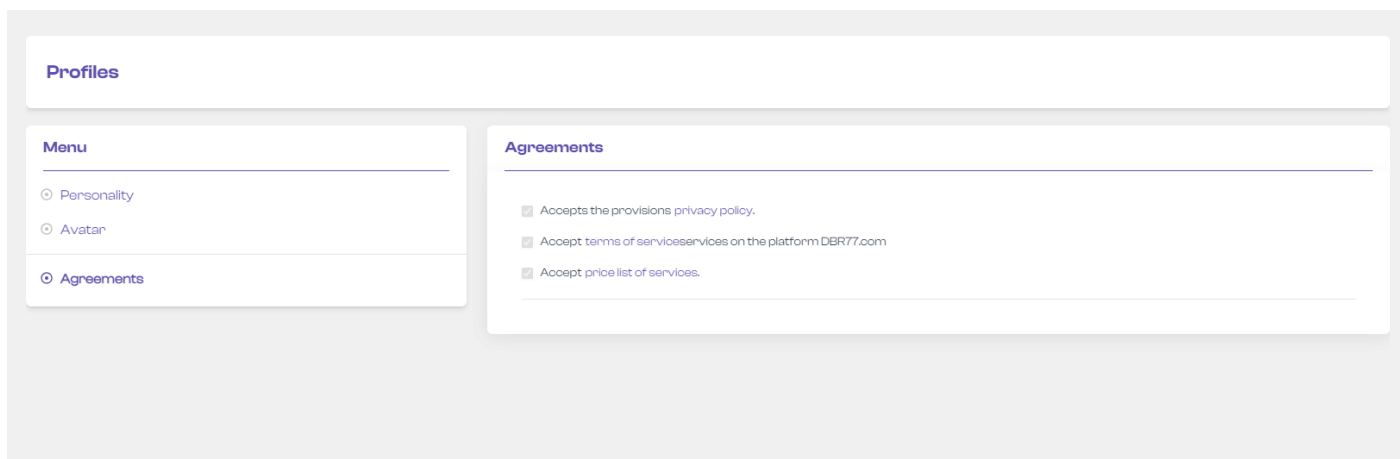 Profiles
Menu
Personality
Avatar
Agreements
Agreements
Accepts the provisions privacy policy.
Accept terms of serviceservices on the platform DBR77.com
Accept price list of services.